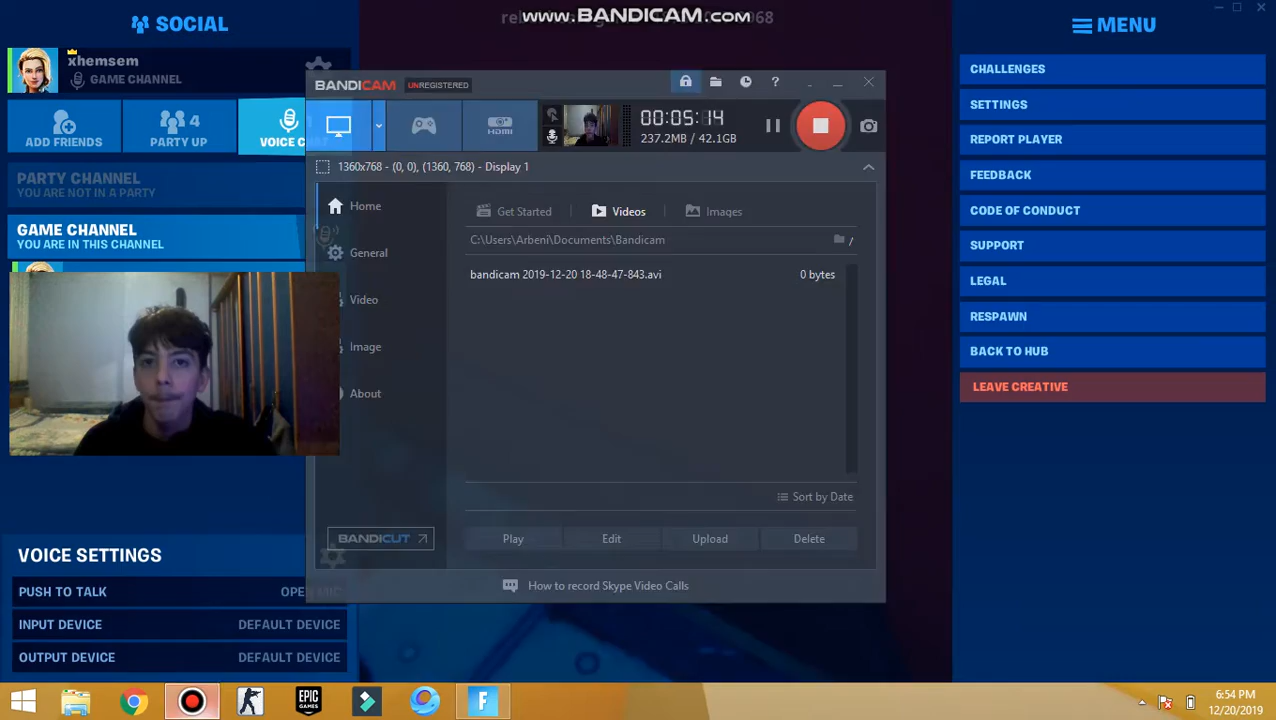 www.BANDICAM.com
SOCIAL
MENU
xhemsem
GAME CHANNEL
ADD FRIENDS
4
PARTY UP
VOICE CH
PARTY CHANNEL
YOU ARE NOT IN A PARTY
GAME CHANNEL
YOU ARE IN THIS CHANNEL
VOICE SETTINGS
PUSH TO TALK
OPEN MIC
INPUT DEVICE
DEFAULT DEVICE
OUTPUT DEVICE
DEFAULT DEVICE
BANDICAM
UNREGISTERED
?
HDMI
00:05:14
237.2MB / 42.1GB
1360x768 - (0, 0), (1360, 768) - Display 1
Home
General
Video
Image
About
BANDICUT
Get Started
Videos
Images
C:\Users\Arbeni\Documents\Bandicam
/
bandicam 2019-12-20 18-48-47-843.avi
0 bytes
Sort by Date
Play
Edit
Upload
Delete
How to record Skype Video Calls
CHALLENGES
SETTINGS
REPORT PLAYER
FEEDBACK
CODE OF CONDUCT
SUPPORT
LEGAL
RESPAWN
BACK TO HUB
LEAVE CREATIVE
EPIC
GAMES
F
6:54 PM
12/20/2019